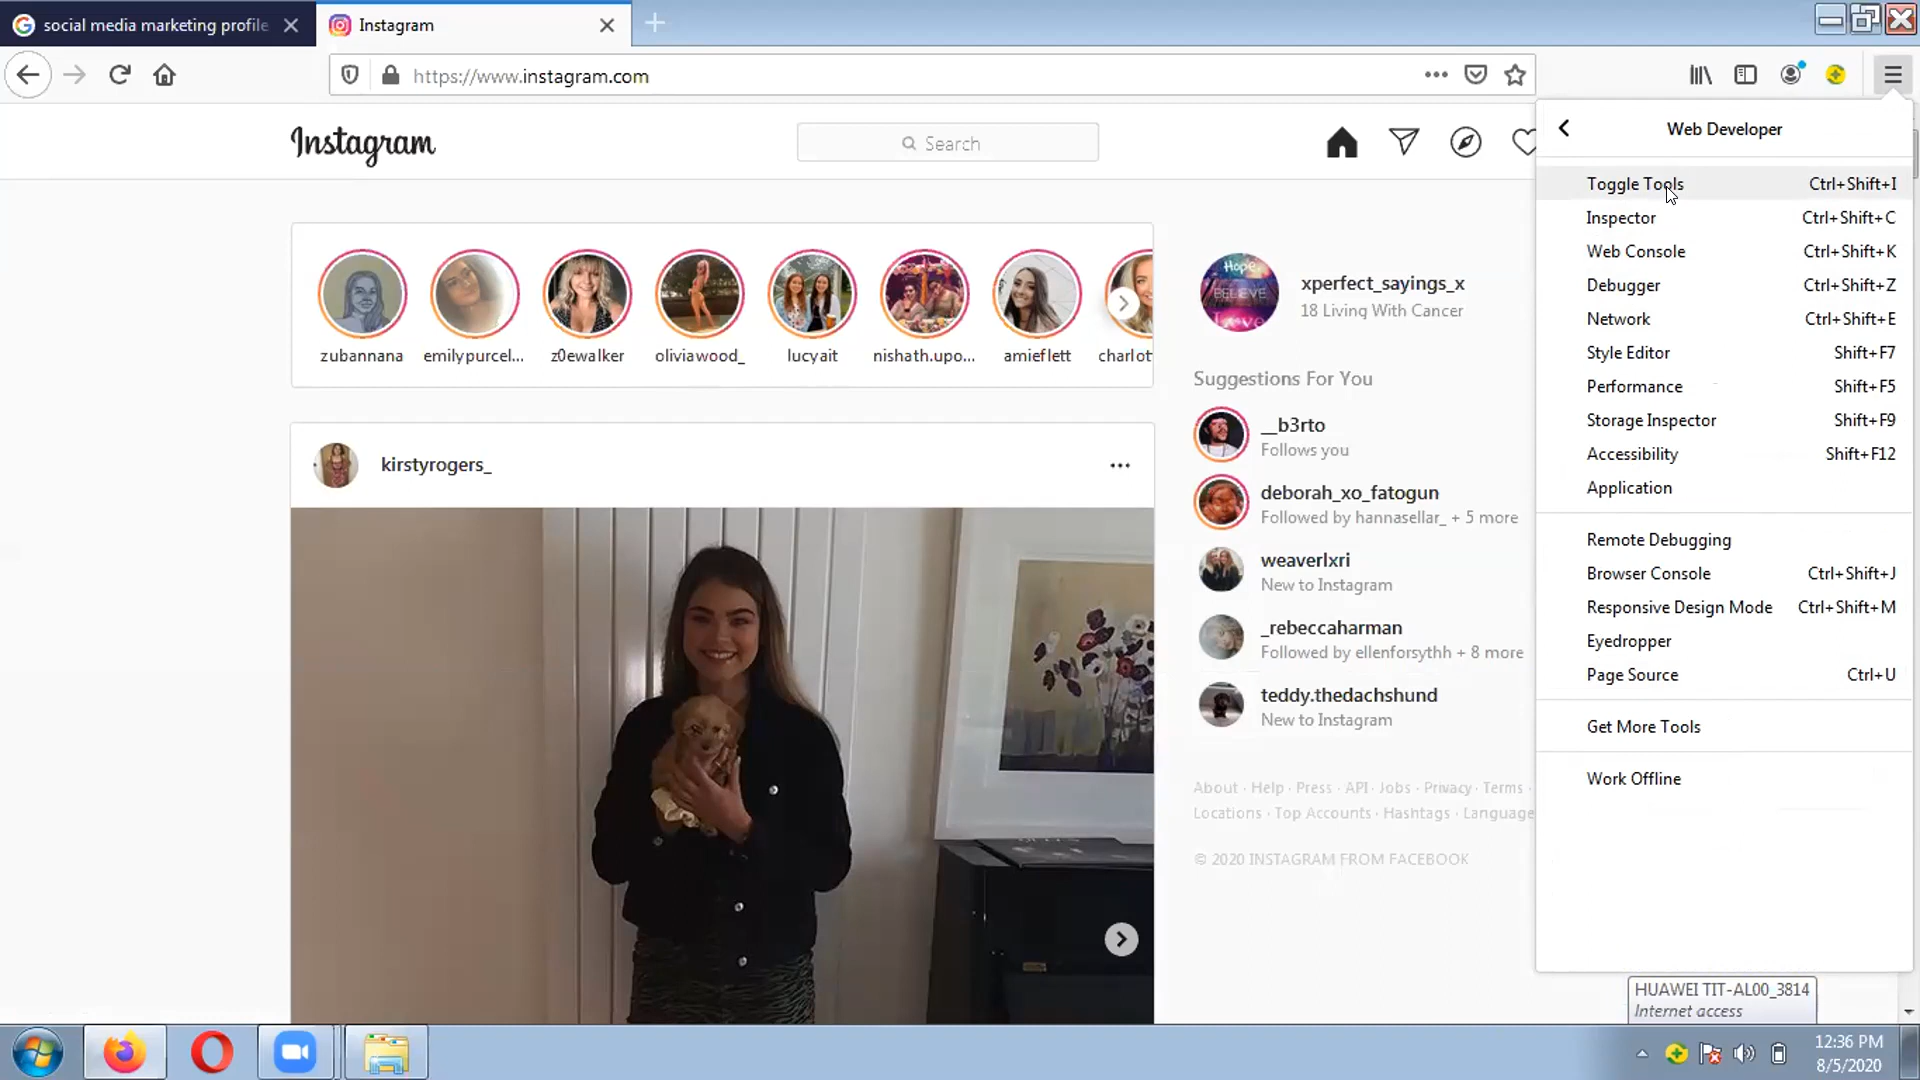 social media marketing profile
Instagram
https://www.instagram.com
Instagram
Search
Web Developer
Toggle Tools Ctrl+Shift+I
Inspector Ctrl+Shift+C
Web Console Ctrl+Shift+K
Debugger Ctrl+Shift+Z
Network Ctrl+Shift+E
Style Editor Shift+F7
Performance Shift+F5
Storage Inspector Shift+F9
Accessibility Shift+F12
Application
Remote Debugging
Browser Console Ctrl+Shift+J
Responsive Design Mode Ctrl+Shift+M
Eyedropper
Page Source Ctrl+U
Get More Tools
Work Offline
zubannana emilypurcel... z0ewalker oliviawood_ lucyait nishath.upo... amieflett charlot
kirstyrogers_
Hope
BELIEVE
Love
xperfect_sayings_x
18 Living With Cancer
Suggestions For You
__b3rto
Follows you
deborah_xo_fatogun
Followed by hannasellar_ + 5 more
weaverlxri
New to Instagram
_rebeccaharman
Followed by ellenforsythh + 8 more
teddy.thedachshund
New to Instagram
About · Help · Press · API · Jobs · Privacy · Terms ·
Locations · Top Accounts · Hashtags · Language
© 2020 INSTAGRAM FROM FACEBOOK
HUAWEI TIT-AL00_3814
Internet access
12:36 PM
8/5/2020